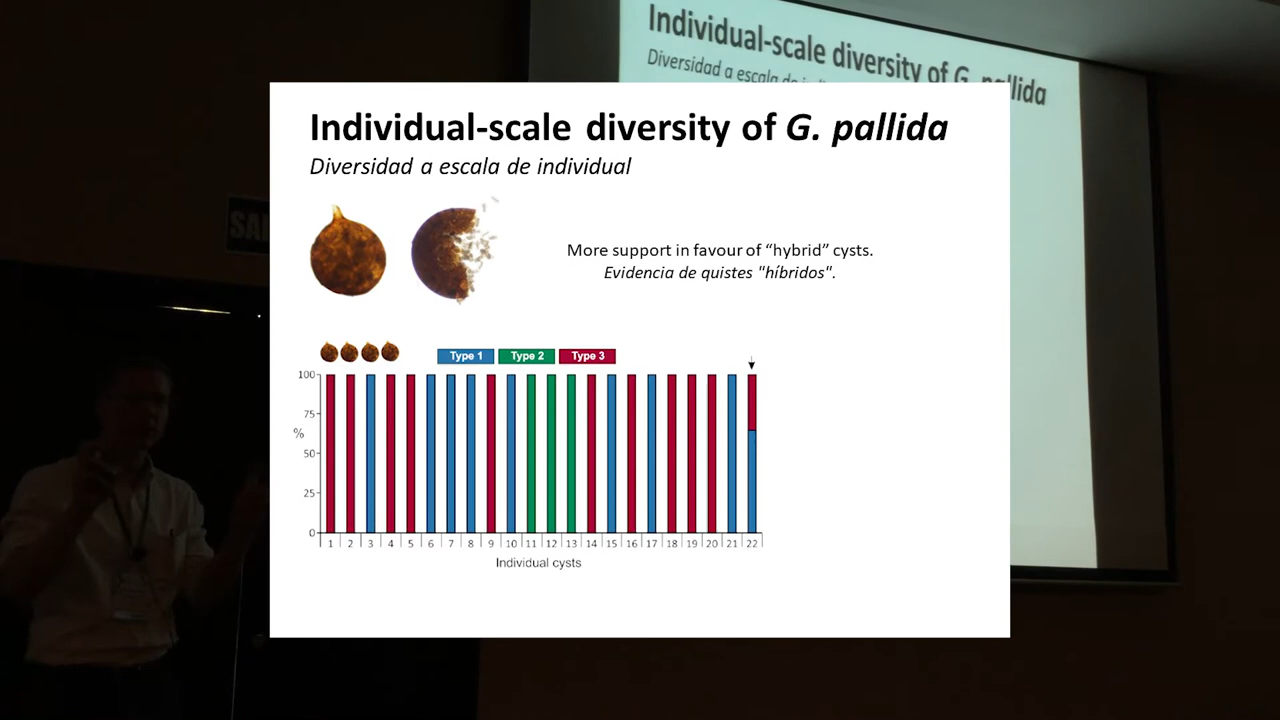 Individual-scale diversity of G. pallida
Diversidad a escala de
Individual-scale diversity of G. pallida
Diversidad a escala de individual
More support in favour of “hybrid” cysts.
Evidencia de quistes "híbridos".
Type 1 Type 2 Type 3
100
75
%
50
25
0
1 2 3 4 5 6 7 8 9 10 11 12 13 14 15 16 17 18 19 20 21 22
Individual cysts